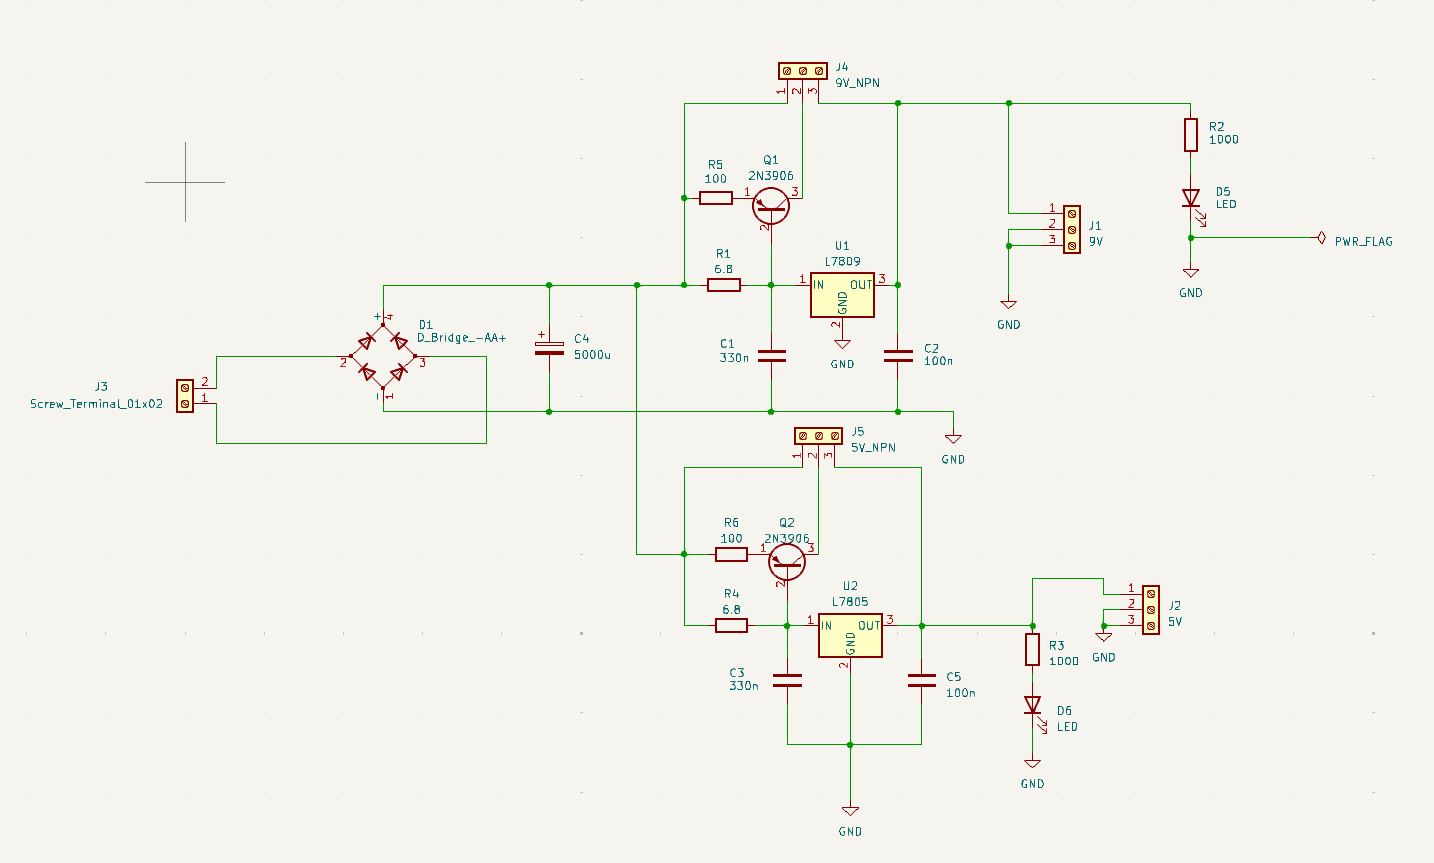 J4
9V_NPN
1 2 3
R2
1000
Q1
2N3906
R5
100
1
3
2
D5
LED
1
2
3
J1
9V
PWR_FLAG
U1
L7809
R1
6.8
1
IN
OUT
3
GND
2
GND
GND
GND
+
4
D1
D_Bridge_-AA+
2
3
-
1
+
C4
5000u
C1
330n
GND
C2
100n
J3
Screw_Terminal_01x02
2
1
J5
5V_NPN
1 2 3
GND
R6
100
Q2
2N3906
1
3
2
R4
6.8
U2
L7805
1
IN
OUT
3
GND
2
1
2
3
J2
5V
GND
R3
1000
C3
330n
C5
100n
D6
LED
GND
GND